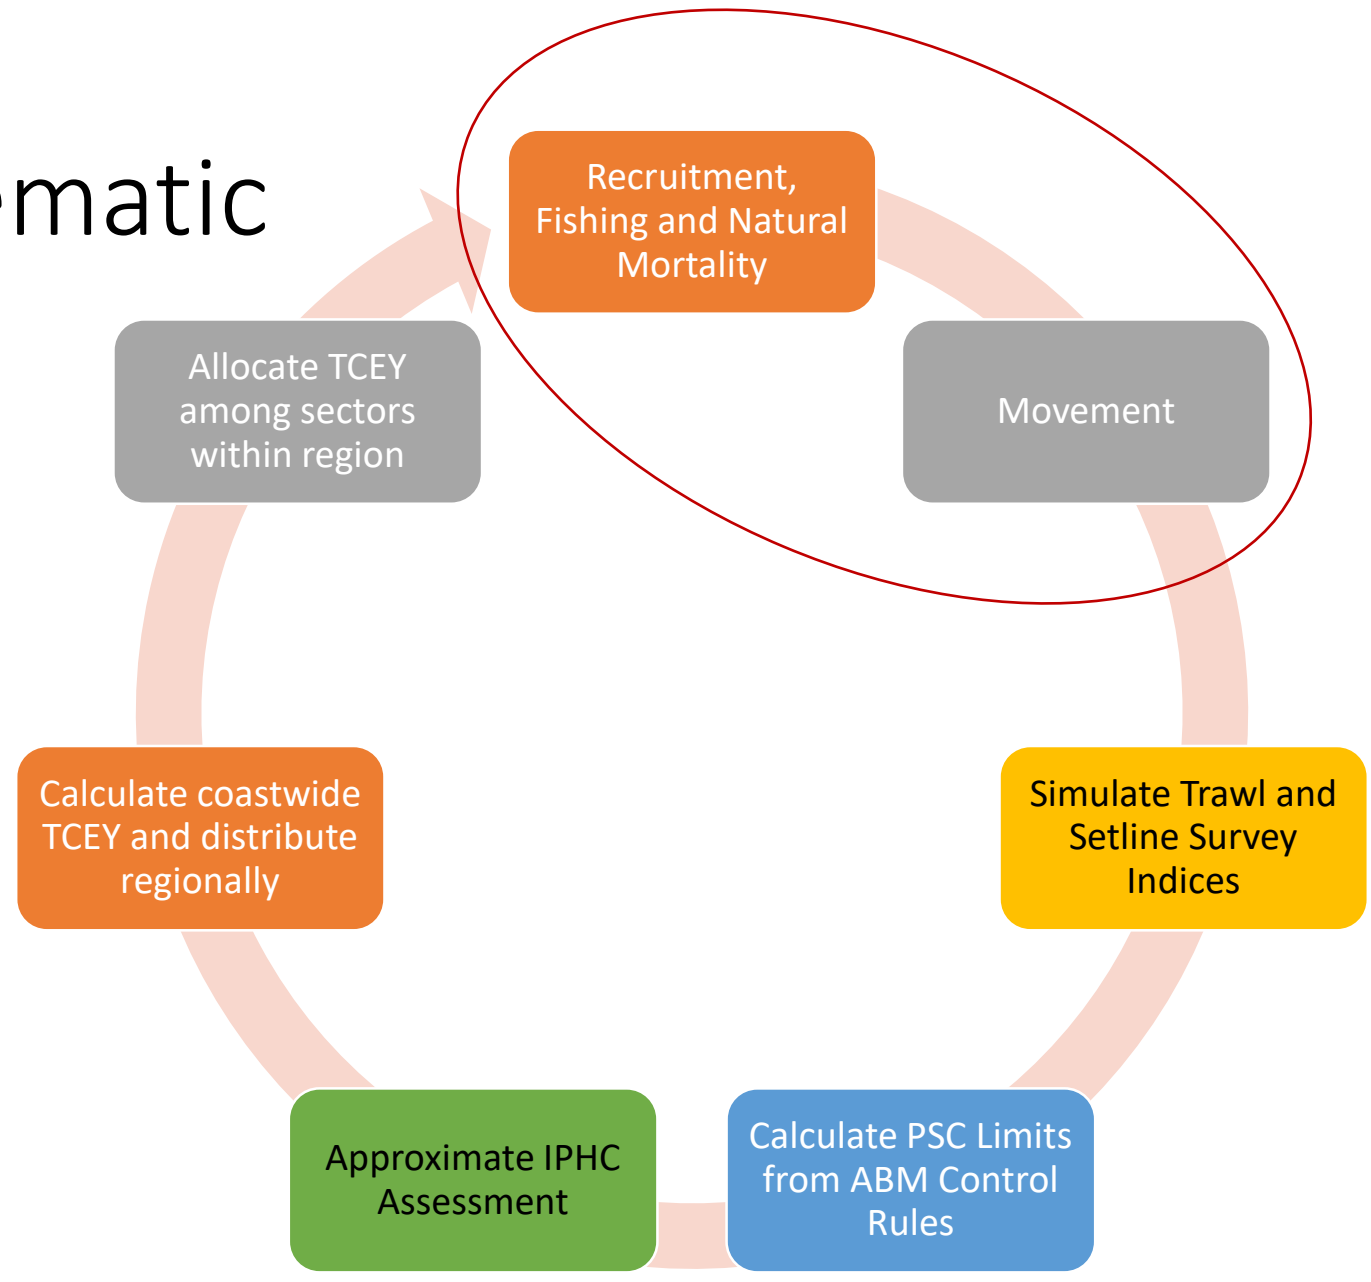 ematic
Recruitment,
Fishing and Natural
Mortality
Movement
Simulate Trawl and
Setline Survey
Indices
Calculate PSC Limits
from ABM Control
Rules
Approximate IPHC
Assessment
Calculate coastwide
TCEY and distribute
regionally
Allocate TCEY
among sectors
within region